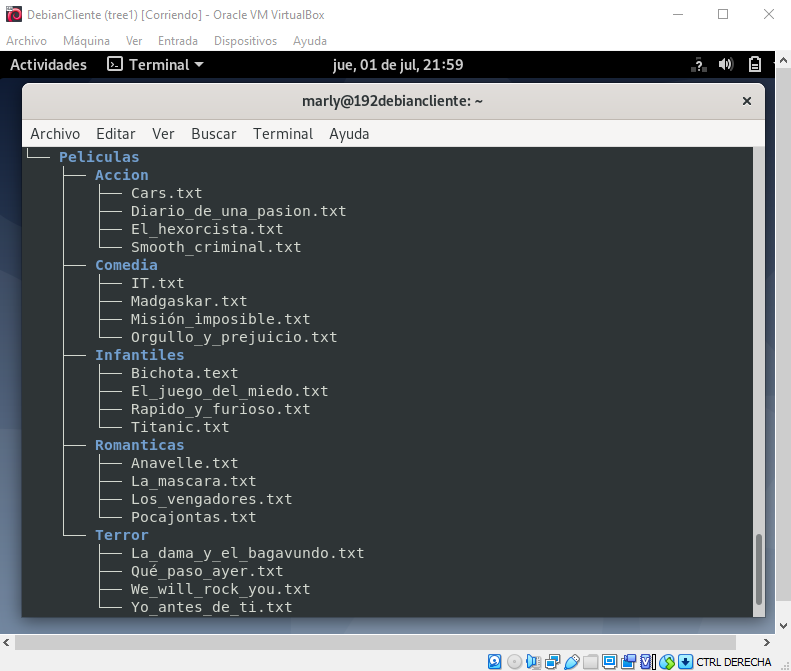 DebianCliente (tree1) [Corriendo] - Oracle VM VirtualBox
Archivo Máquina Ver Entrada Dispositivos Ayuda
Actividades Terminal jue, 01 de jul, 21:59
marly@192debiancliente: ~
Archivo Editar Ver Buscar Terminal Ayuda
└── Peliculas
├── Accion
│   ├── Cars.txt
│   ├── Diario_de_una_pasion.txt
│   ├── El_hexorcista.txt
│   └── Smooth_criminal.txt
├── Comedia
│   ├── IT.txt
│   ├── Madgaskar.txt
│   ├── Misión_imposible.txt
│   └── Orgullo_y_prejuicio.txt
├── Infantiles
│   ├── Bichota.text
│   ├── El_juego_del_miedo.txt
│   ├── Rapido_y_furioso.txt
│   └── Titanic.txt
├── Romanticas
│   ├── Anavelle.txt
│   ├── La_mascara.txt
│   ├── Los_vengadores.txt
│   └── Pocajontas.txt
└── Terror
    ├── La_dama_y_el_bagavundo.txt
    ├── Qué_paso_ayer.txt
    ├── We_will_rock_you.txt
    └── Yo_antes_de_ti.txt
CTRL DERECHA